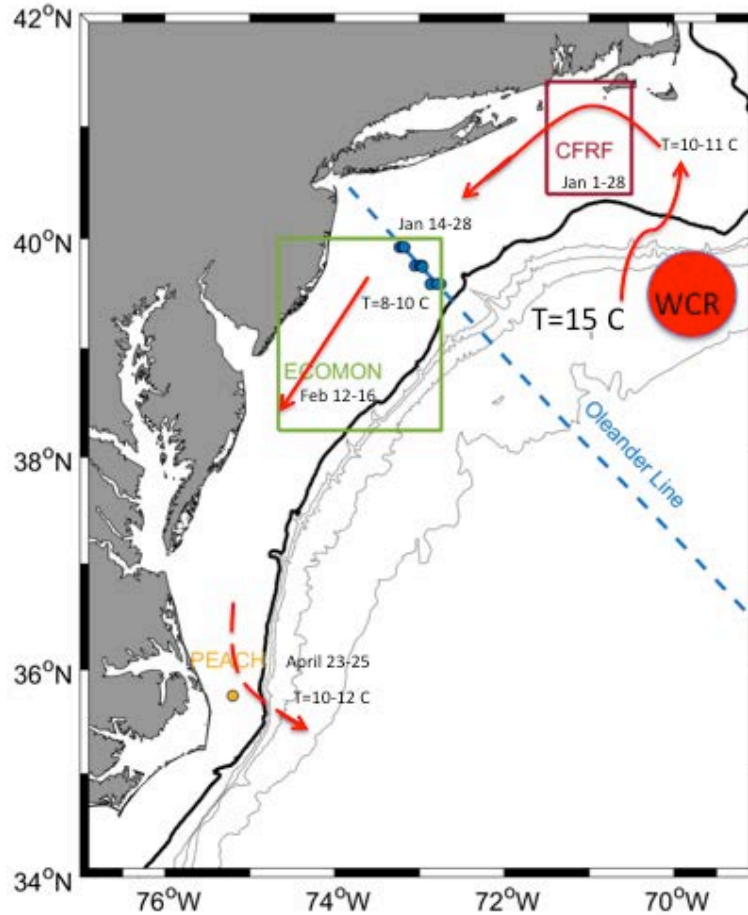 42°N
T=10-11 C
CFRF
Jan 1-28
Jan 14-28
40°N
WCR
T=15 C
T=8-10 C
ECOMON
Feb 12-16
Oleander Line
38°N
PEACH
April 23-25
36°N
T=10-12 C
34°N
76°W
74°W
72°W
70°W